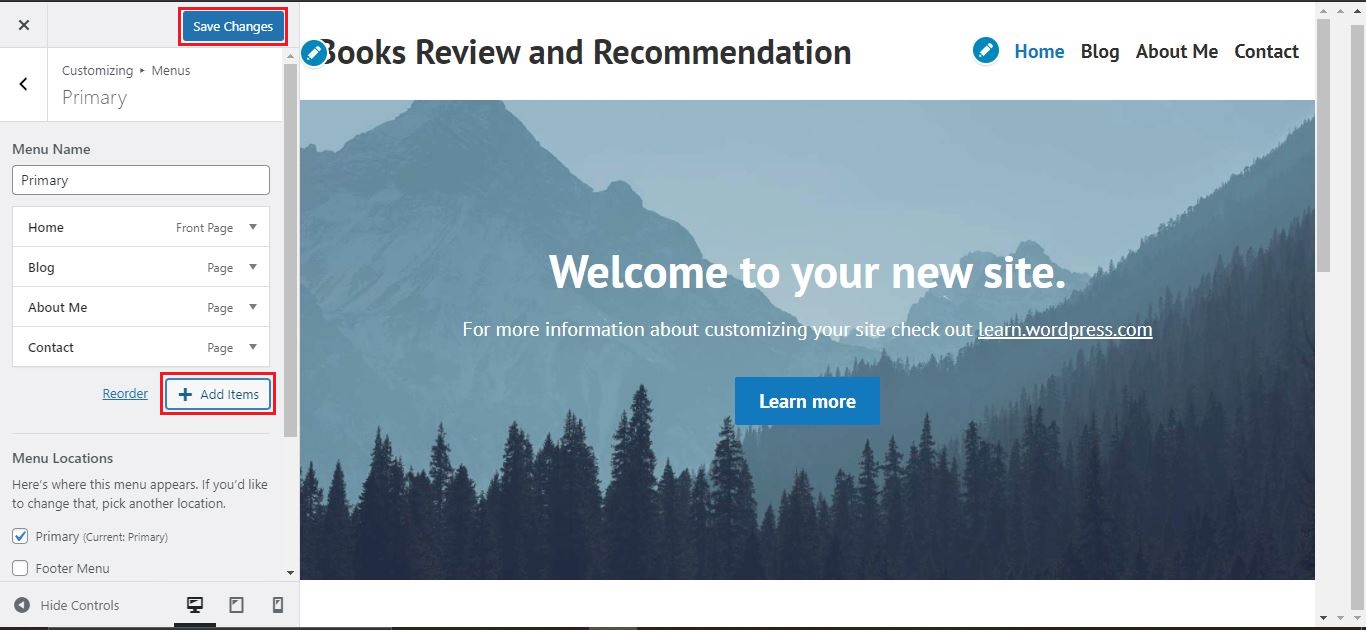 Save Changes
Customizing ▸ Menus
Primary
Menu Name
Primary
Home Front Page
Blog Page
About Me Page
Contact Page
Reorder + Add Items
Menu Locations
Here's where this menu appears. If you'd like
to change that, pick another location.
Primary (Current: Primary)
Footer Menu
Hide Controls
Books Review and Recommendation
Home Blog About Me Contact
Welcome to your new site.
For more information about customizing your site check out learn.wordpress.com
Learn more